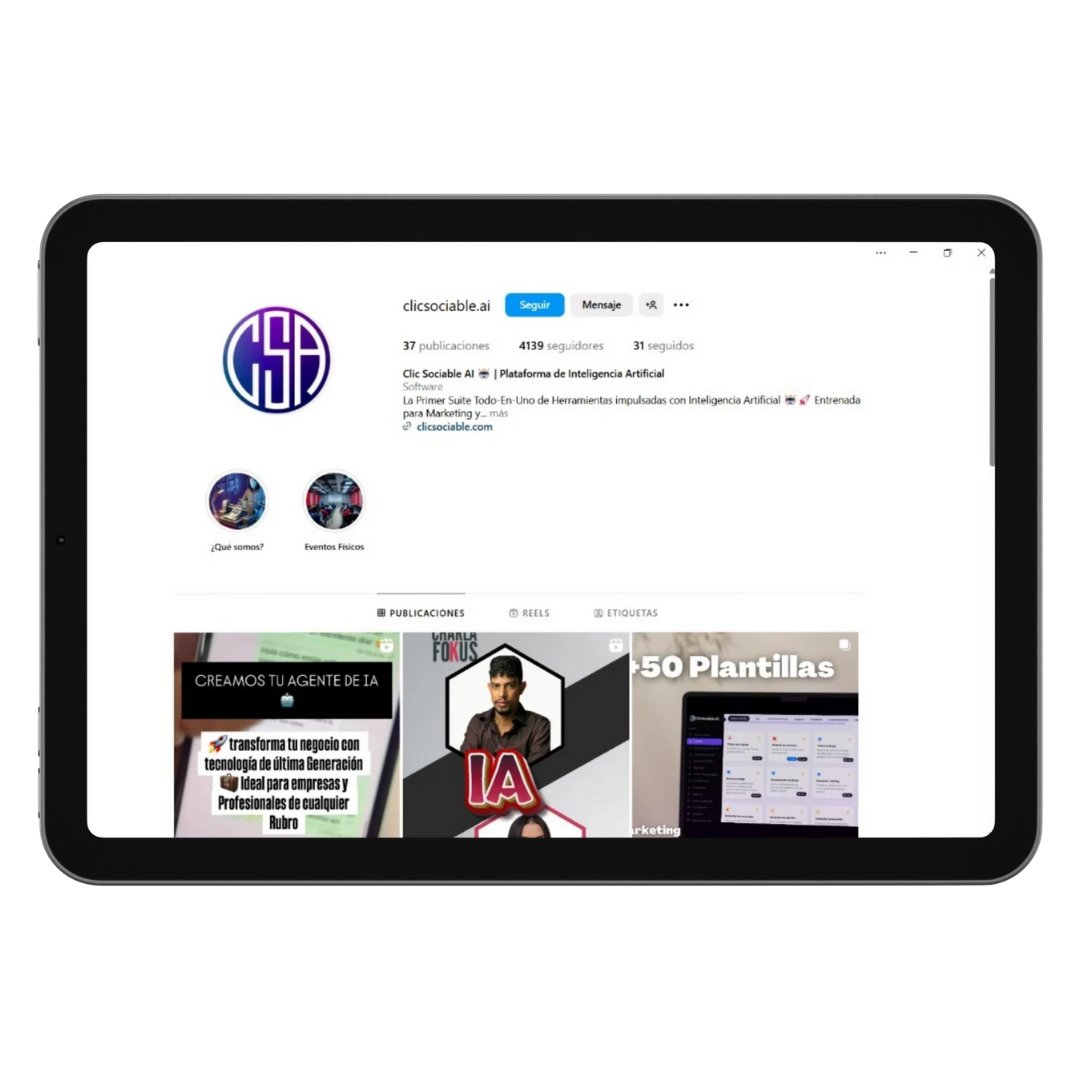 clicsociable.ai Seguir Mensaje
CSA
37 publicaciones 4139 seguidores 31 seguidos
Clic Sociable AI 🤖 | Plataforma de Inteligencia Artificial
Software
La Primer Suite Todo-En-Uno de Herramientas impulsadas con Inteligencia Artificial 🤖 🚀 Entrenada
para Marketing y... más
clicsociable.com
¿Qué somos? Eventos Físicos
PUBLICACIONES REELS ETIQUETAS
CREAMOS TU AGENTE DE IA
🤖
🚀 transforma tu negocio con
tecnología de última Generación
💼 Ideal para empresas y
Profesionales de cualquier
Rubro
CHARLA
FOKUS
IA
+50 Plantillas